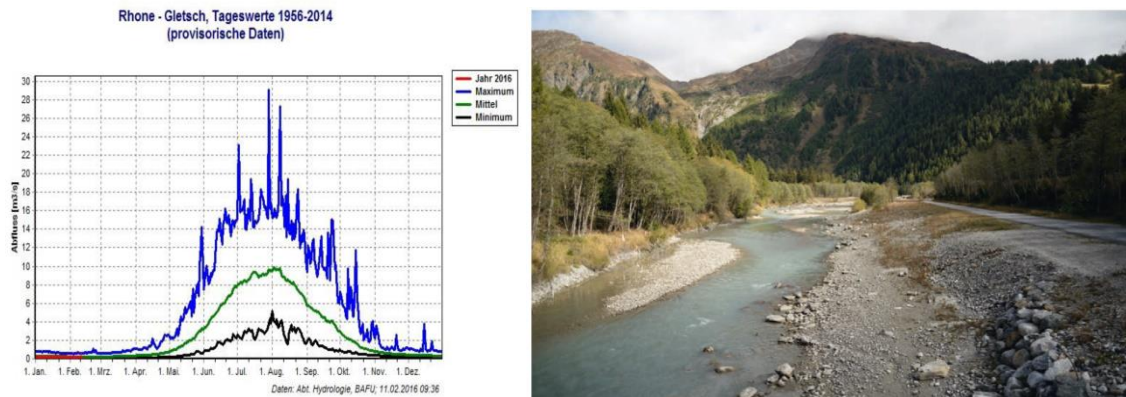 Rhone - Gletsch, Tageswerte 1956-2014
(provisorische Daten)
Jahr 2016
Maximum
Mittel
Minimum
Abfluss [m3/s]
30
28
26
24
22
20
18
16
14
12
10
8
6
4
2
0
1. Jan. 1. Feb. 1. Mrz. 1. Apr. 1. Mai. 1. Jun. 1. Jul. 1. Aug. 1. Sep. 1. Okt. 1. Nov. 1. Dez.
Daten: Abt. Hydrologie, BAFU; 11.02.2016 09:36